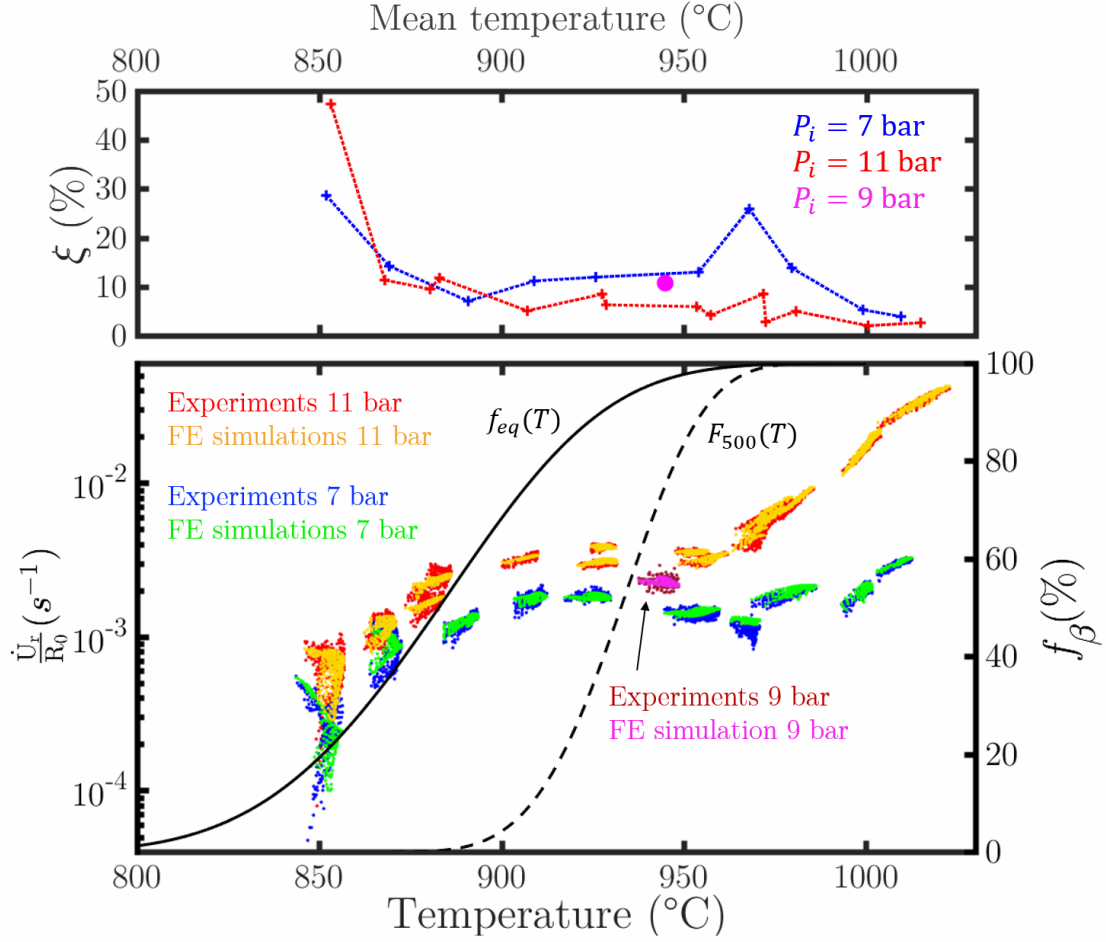 Mean temperature (°C)
800 850 900 950 1000
50
40
30
20
10
0
ξ (%)
P_i = 7 bar
P_i = 11 bar
P_i = 9 bar
Experiments 11 bar
FE simulations 11 bar
Experiments 7 bar
FE simulations 7 bar
f_eq(T)
F_500(T)
Experiments 9 bar
FE simulation 9 bar
10^-2
10^-3
10^-4
U̇_r/R_0 (s^-1)
100
80
60
40
20
0
f_β(%)
800 850 900 950 1000
Temperature (°C)